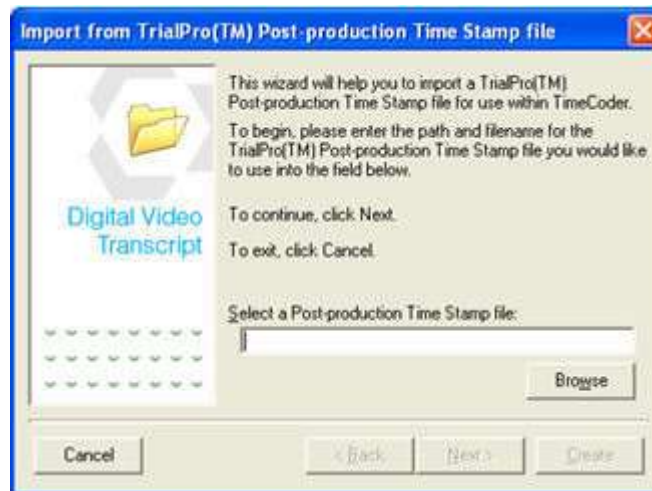 Import from TrialPro(TM) Post-production Time Stamp file
This wizard will help you to import a TrialPro(TM)
Post-production Time Stamp file for use within TimeCoder.
To begin, please enter the path and filename for the
TrialPro(TM) Post-production Time Stamp file you would like
to use into the field below.
Digital Video
Transcript
To continue, click Next.
To exit, click Cancel.
Select a Post-production Time Stamp file:
Browse
Cancel
< Back
Next >
Create